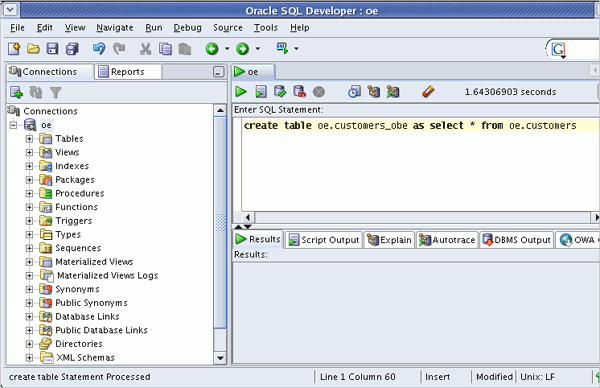 Oracle SQL Developer : oe
File Edit View Navigate Run Debug Source Tools Help
G
Connections Reports
oe
1.64306903 seconds
Enter SQL Statement:
create table oe.customers_obe as select * from oe.customers
Connections
oe
Tables
Views
Indexes
Packages
Procedures
Functions
Triggers
Types
Sequences
Materialized Views
Materialized Views Logs
Synonyms
Public Synonyms
Database Links
Public Database Links
Directories
XML Schemas
Results Script Output Explain Autotrace DBMS Output OWA
Results:
create table Statement Processed
Line 1 Column 60 Insert Modified Unix: LF